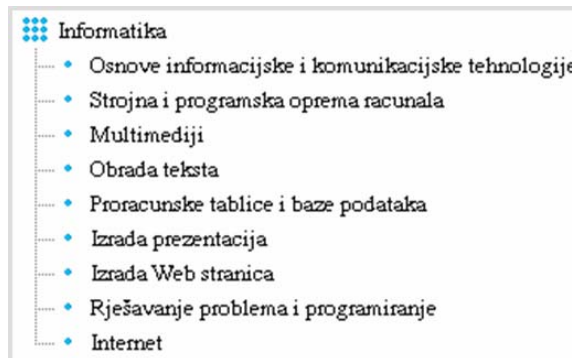 Informatika
Osnove informacijske i komunikacijske tehnologije
Strojna i programska oprema racunala
Multimediji
Obrada teksta
Proracunske tablice i baze podataka
Izrada prezentacija
Izrada Web stranica
Rješavanje problema i programiranje
Internet